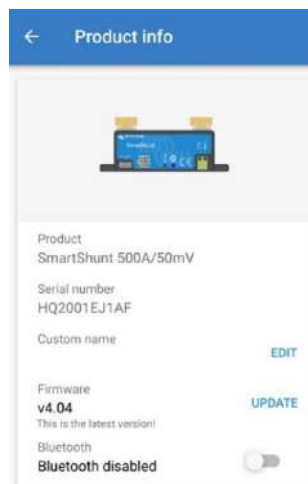 Product info
Product
SmartShunt 500A/50mV
Serial number
HQ2001EJ1AF
Custom name
EDIT
Firmware
v4.04
UPDATE
This is the latest version!
Bluetooth
Bluetooth disabled